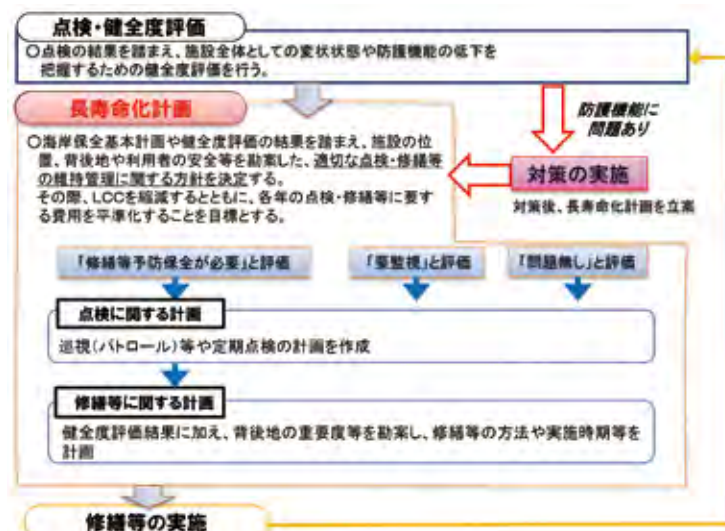 点検・健全度評価
○点検の結果を踏まえ、施設全体としての変状状態や防護機能の低下を
把握するための健全度評価を行う。
防護機能に
問題あり
長寿命化計画
○海岸保全基本計画や健全度評価の結果を踏まえ、施設の位
置、背後地や利用者の安全等を勘案した、適切な点検・修繕等
の維持管理に関する方針を決定する。
その際、LCCを縮減するとともに、各年の点検・修繕等に要す
る費用を平準化することを目標とする。
対策の実施
対策後、長寿命化計画を立案
「修繕等予防保全が必要」と評価
「要監視」と評価
「問題無し」と評価
点検に関する計画
巡視（パトロール）等や定期点検の計画を作成
修繕等に関する計画
健全度評価結果に加え、背後地の重要度等を勘案し、修繕等の方法や実施時期等を
計画
修繕等の実施